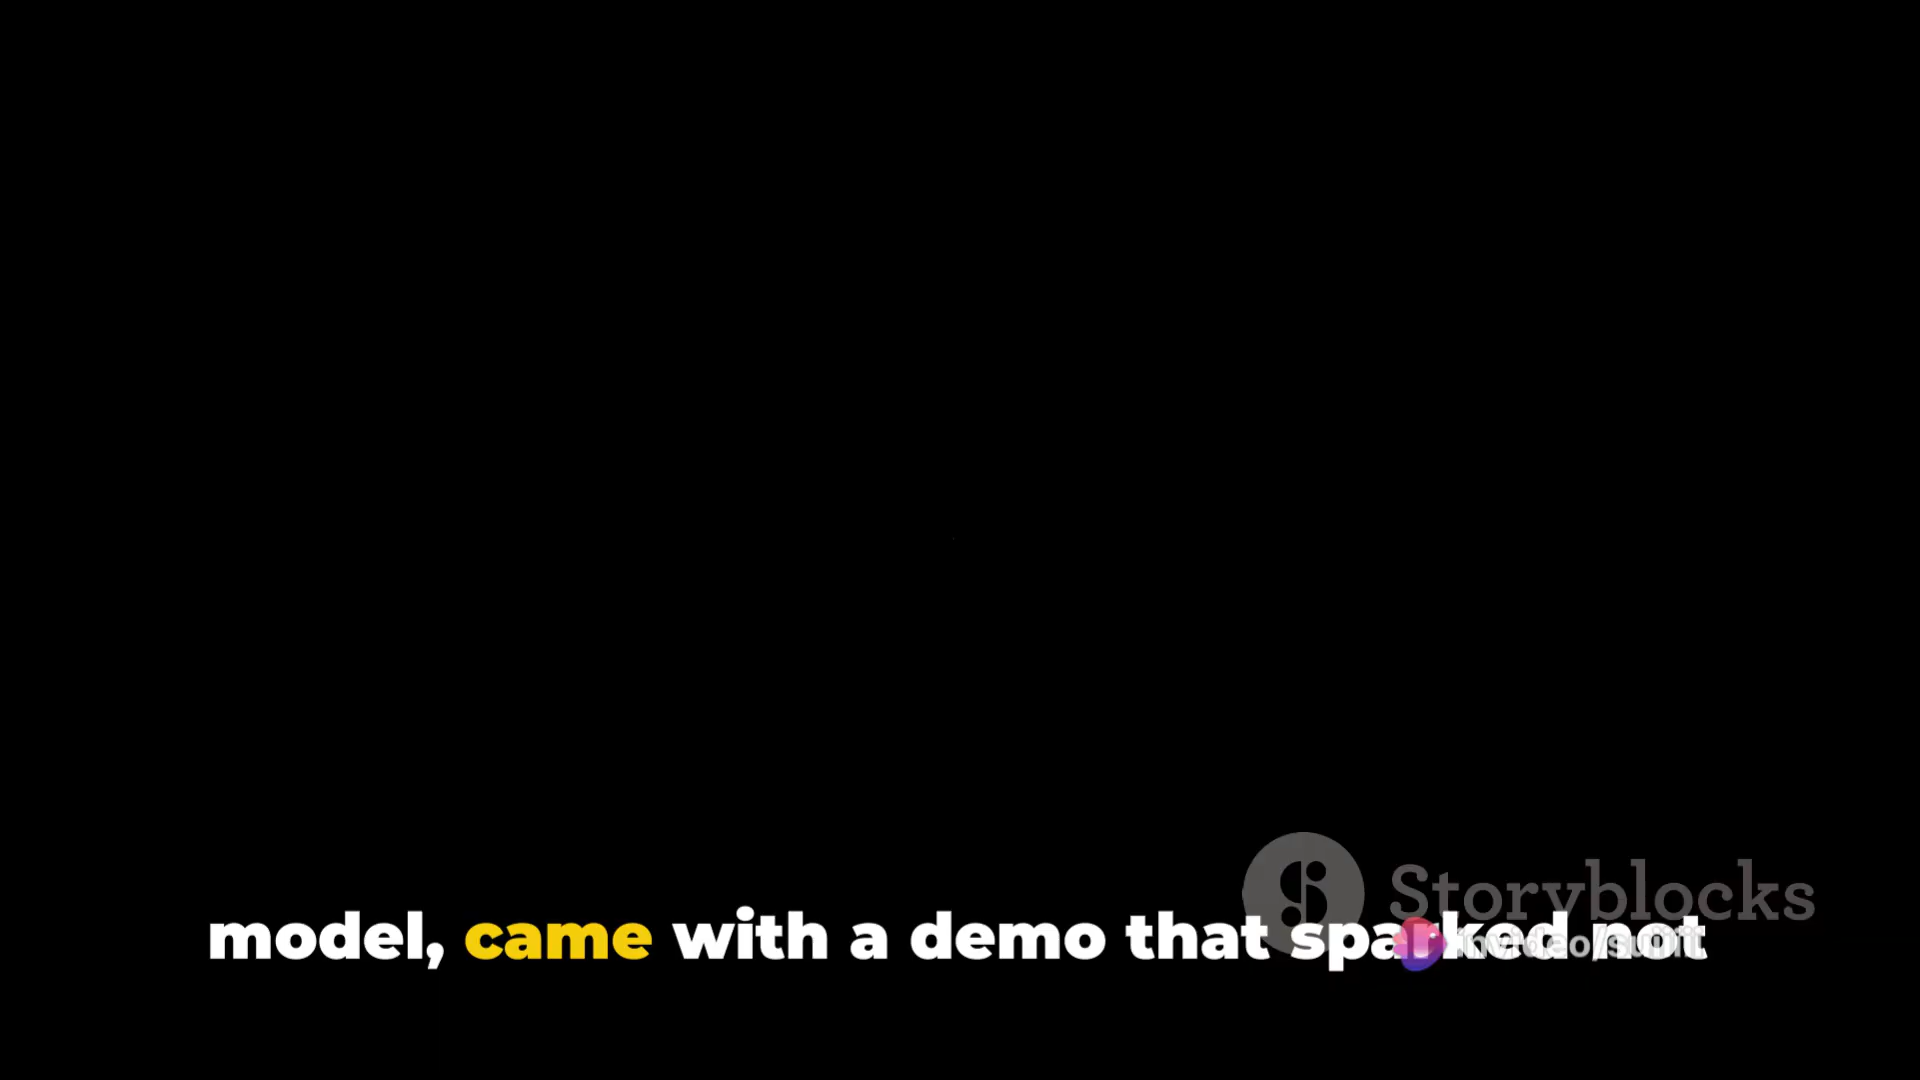 Storyblocks
model, came with a demo that sparked not